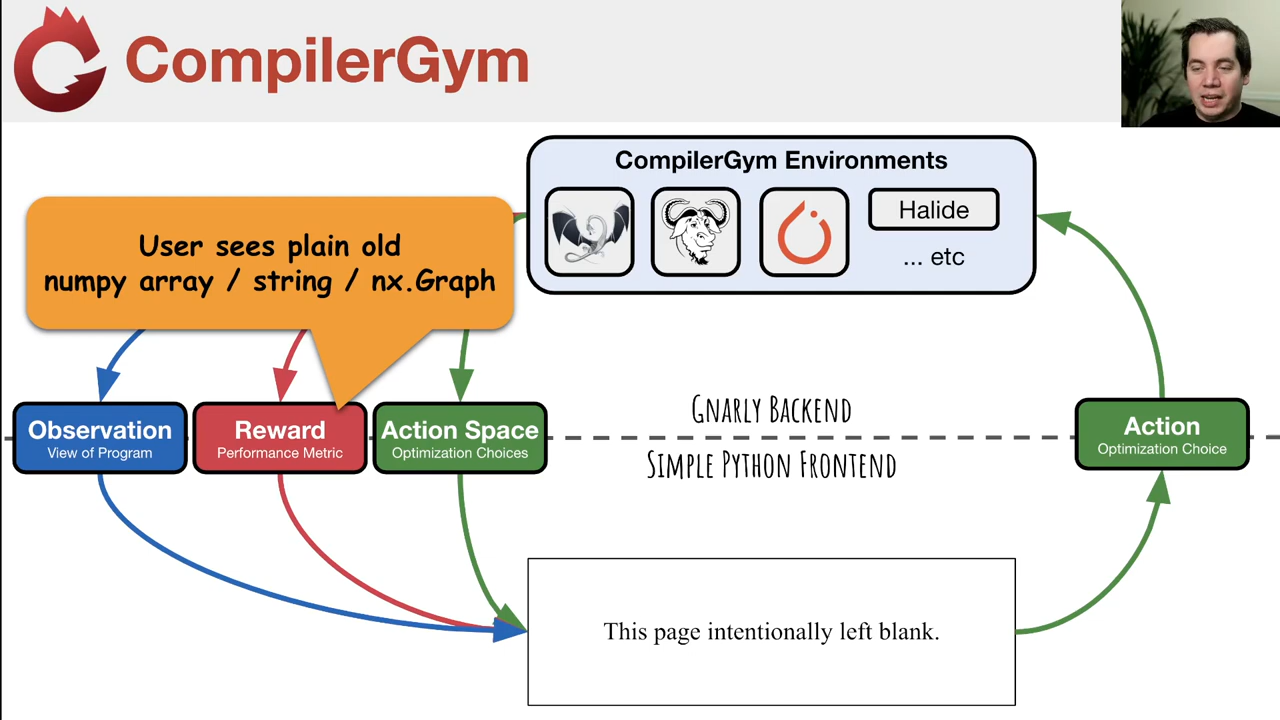 CompilerGym
CompilerGym Environments
Halide
... etc
User sees plain old
numpy array / string / nx.Graph
Observation
View of Program
Reward
Performance Metric
Action Space
Optimization Choices
Gnarly Backend
Simple Python Frontend
Action
Optimization Choice
This page intentionally left blank.